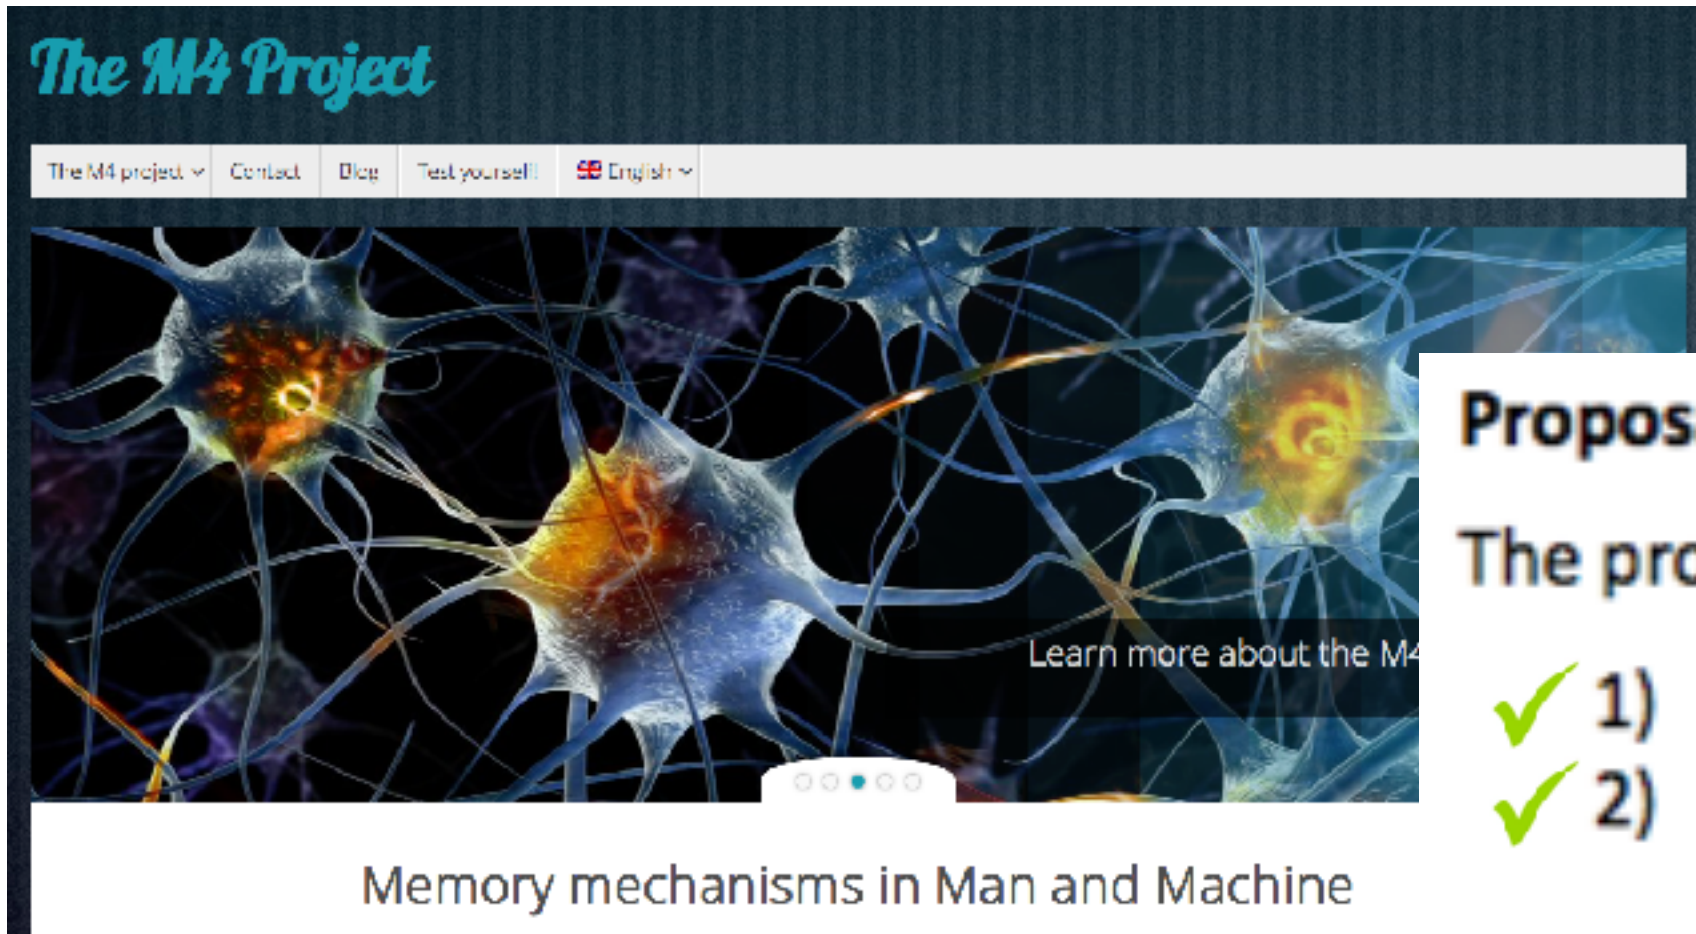 The M4 Project
The M4 project Contact Blog Test yourself! English
Learn more about the M4
Propos
The pro
1)
2)
Memory mechanisms in Man and Machine